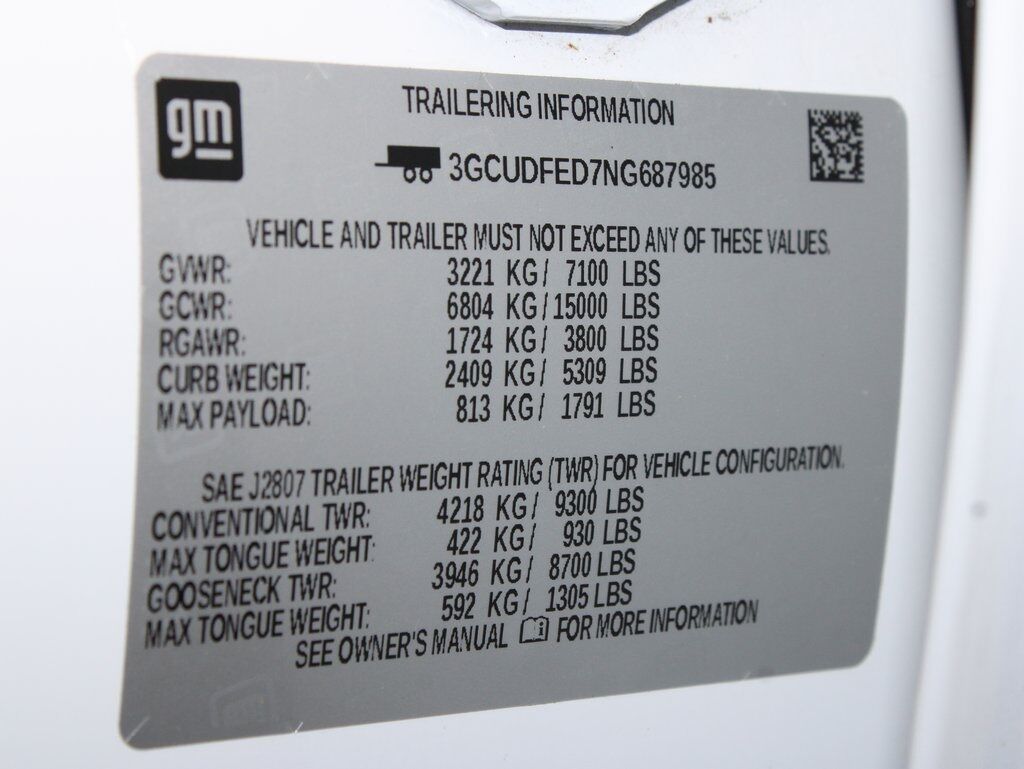 gm
TRAILERING INFORMATION
3GCUDFED7NG687985
VEHICLE AND TRAILER MUST NOT EXCEED ANY OF THESE VALUES.
GVWR: 3221 KG/ 7100 LBS
GCWR: 6804 KG/ 15000 LBS
RGAWR: 1724 KG/ 3800 LBS
CURB WEIGHT: 2409 KG/ 5309 LBS
MAX PAYLOAD: 813 KG/ 1791 LBS
SAE J2807 TRAILER WEIGHT RATING (TWR) FOR VEHICLE CONFIGURATION.
CONVENTIONAL TWR: 4218 KG/ 9300 LBS
MAX TONGUE WEIGHT: 422 KG/ 930 LBS
GOOSENECK TWR: 3946 KG/ 8700 LBS
MAX TONGUE WEIGHT: 592 KG/ 1305 LBS
SEE OWNER'S MANUAL FOR MORE INFORMATION